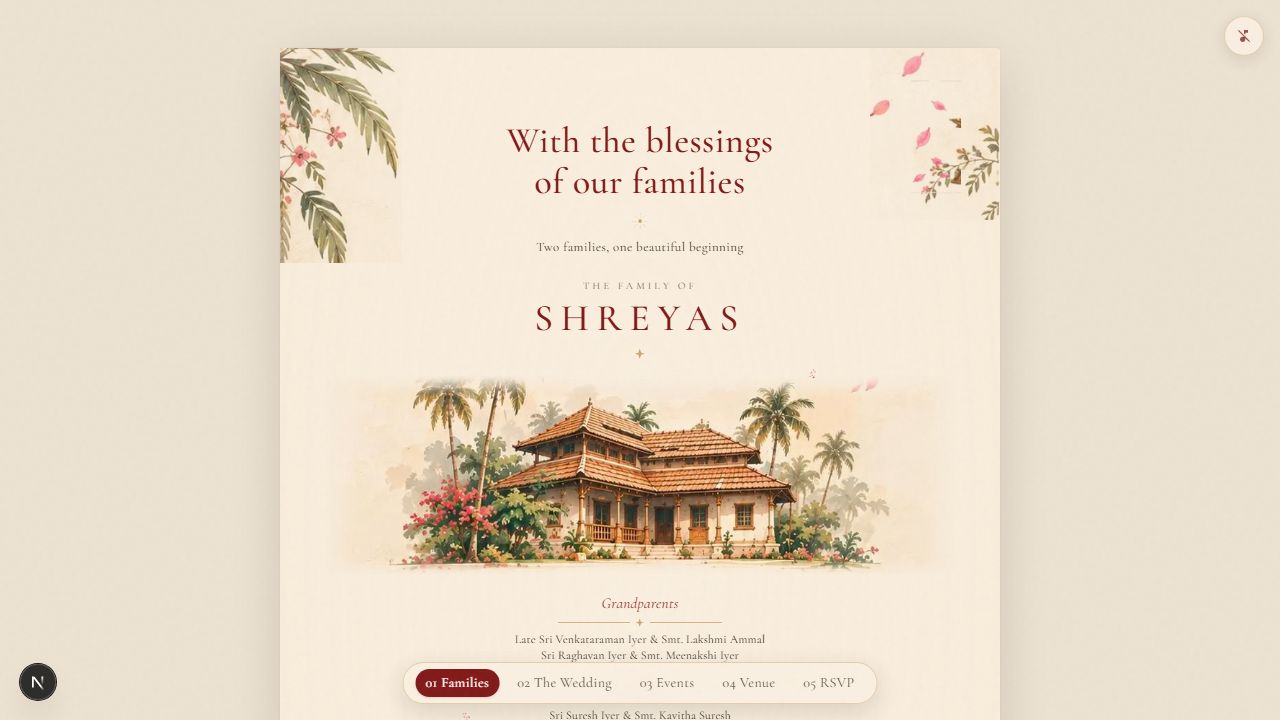 With the blessings
of our families
Two families, one beautiful beginning
THE FAMILY OF
SHREYAS
Grandparents
Late Sri Venkataraman Iyer & Smt. Lakshmi Ammal
Sri Raghavan Iyer & Smt. Meenakshi Iyer
01 Families 02 The Wedding 03 Events 04 Venue 05 RSVP
Sri Suresh Iyer & Smt. Kavitha Suresh
N